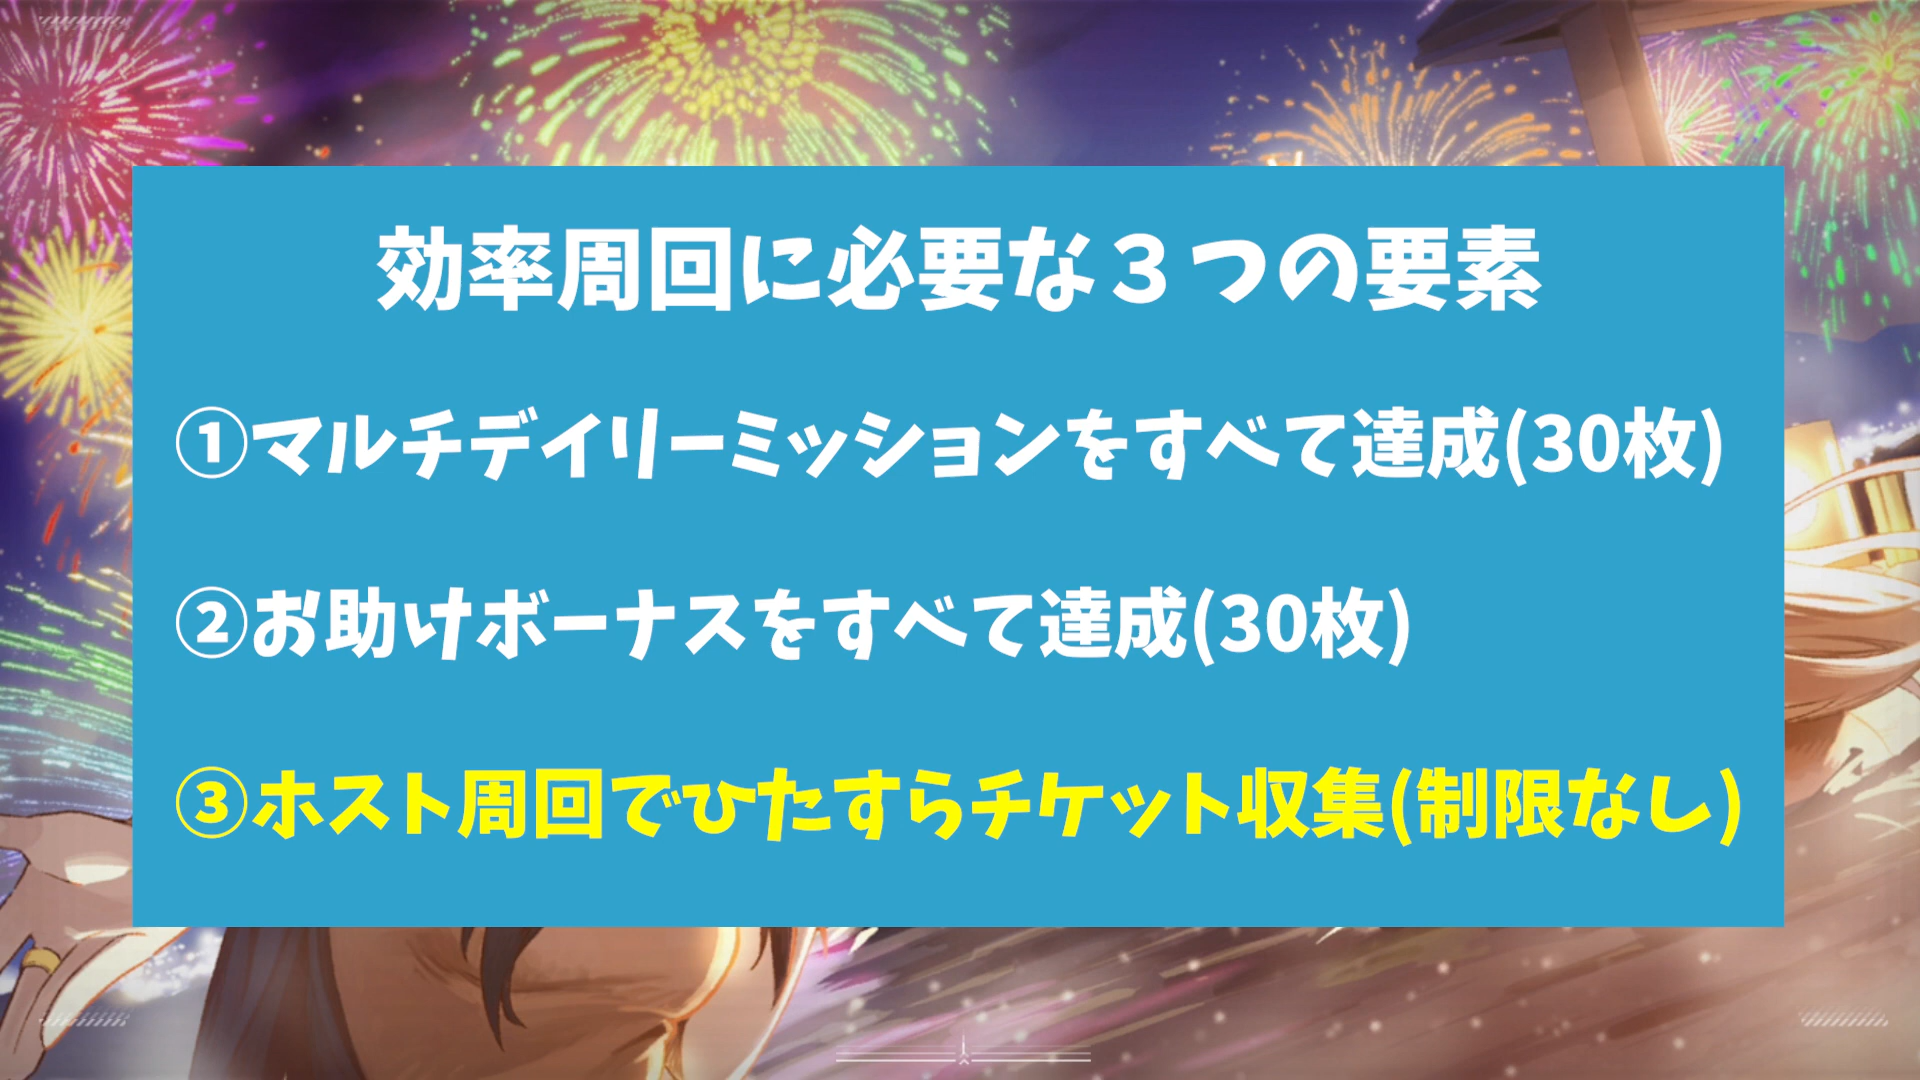 効率周回に必要な３つの要素
①マルチデイリーミッションをすべて達成(30枚)
②お助けボーナスをすべて達成(30枚)
③ホスト周回でひたすらチケット収集(制限なし)